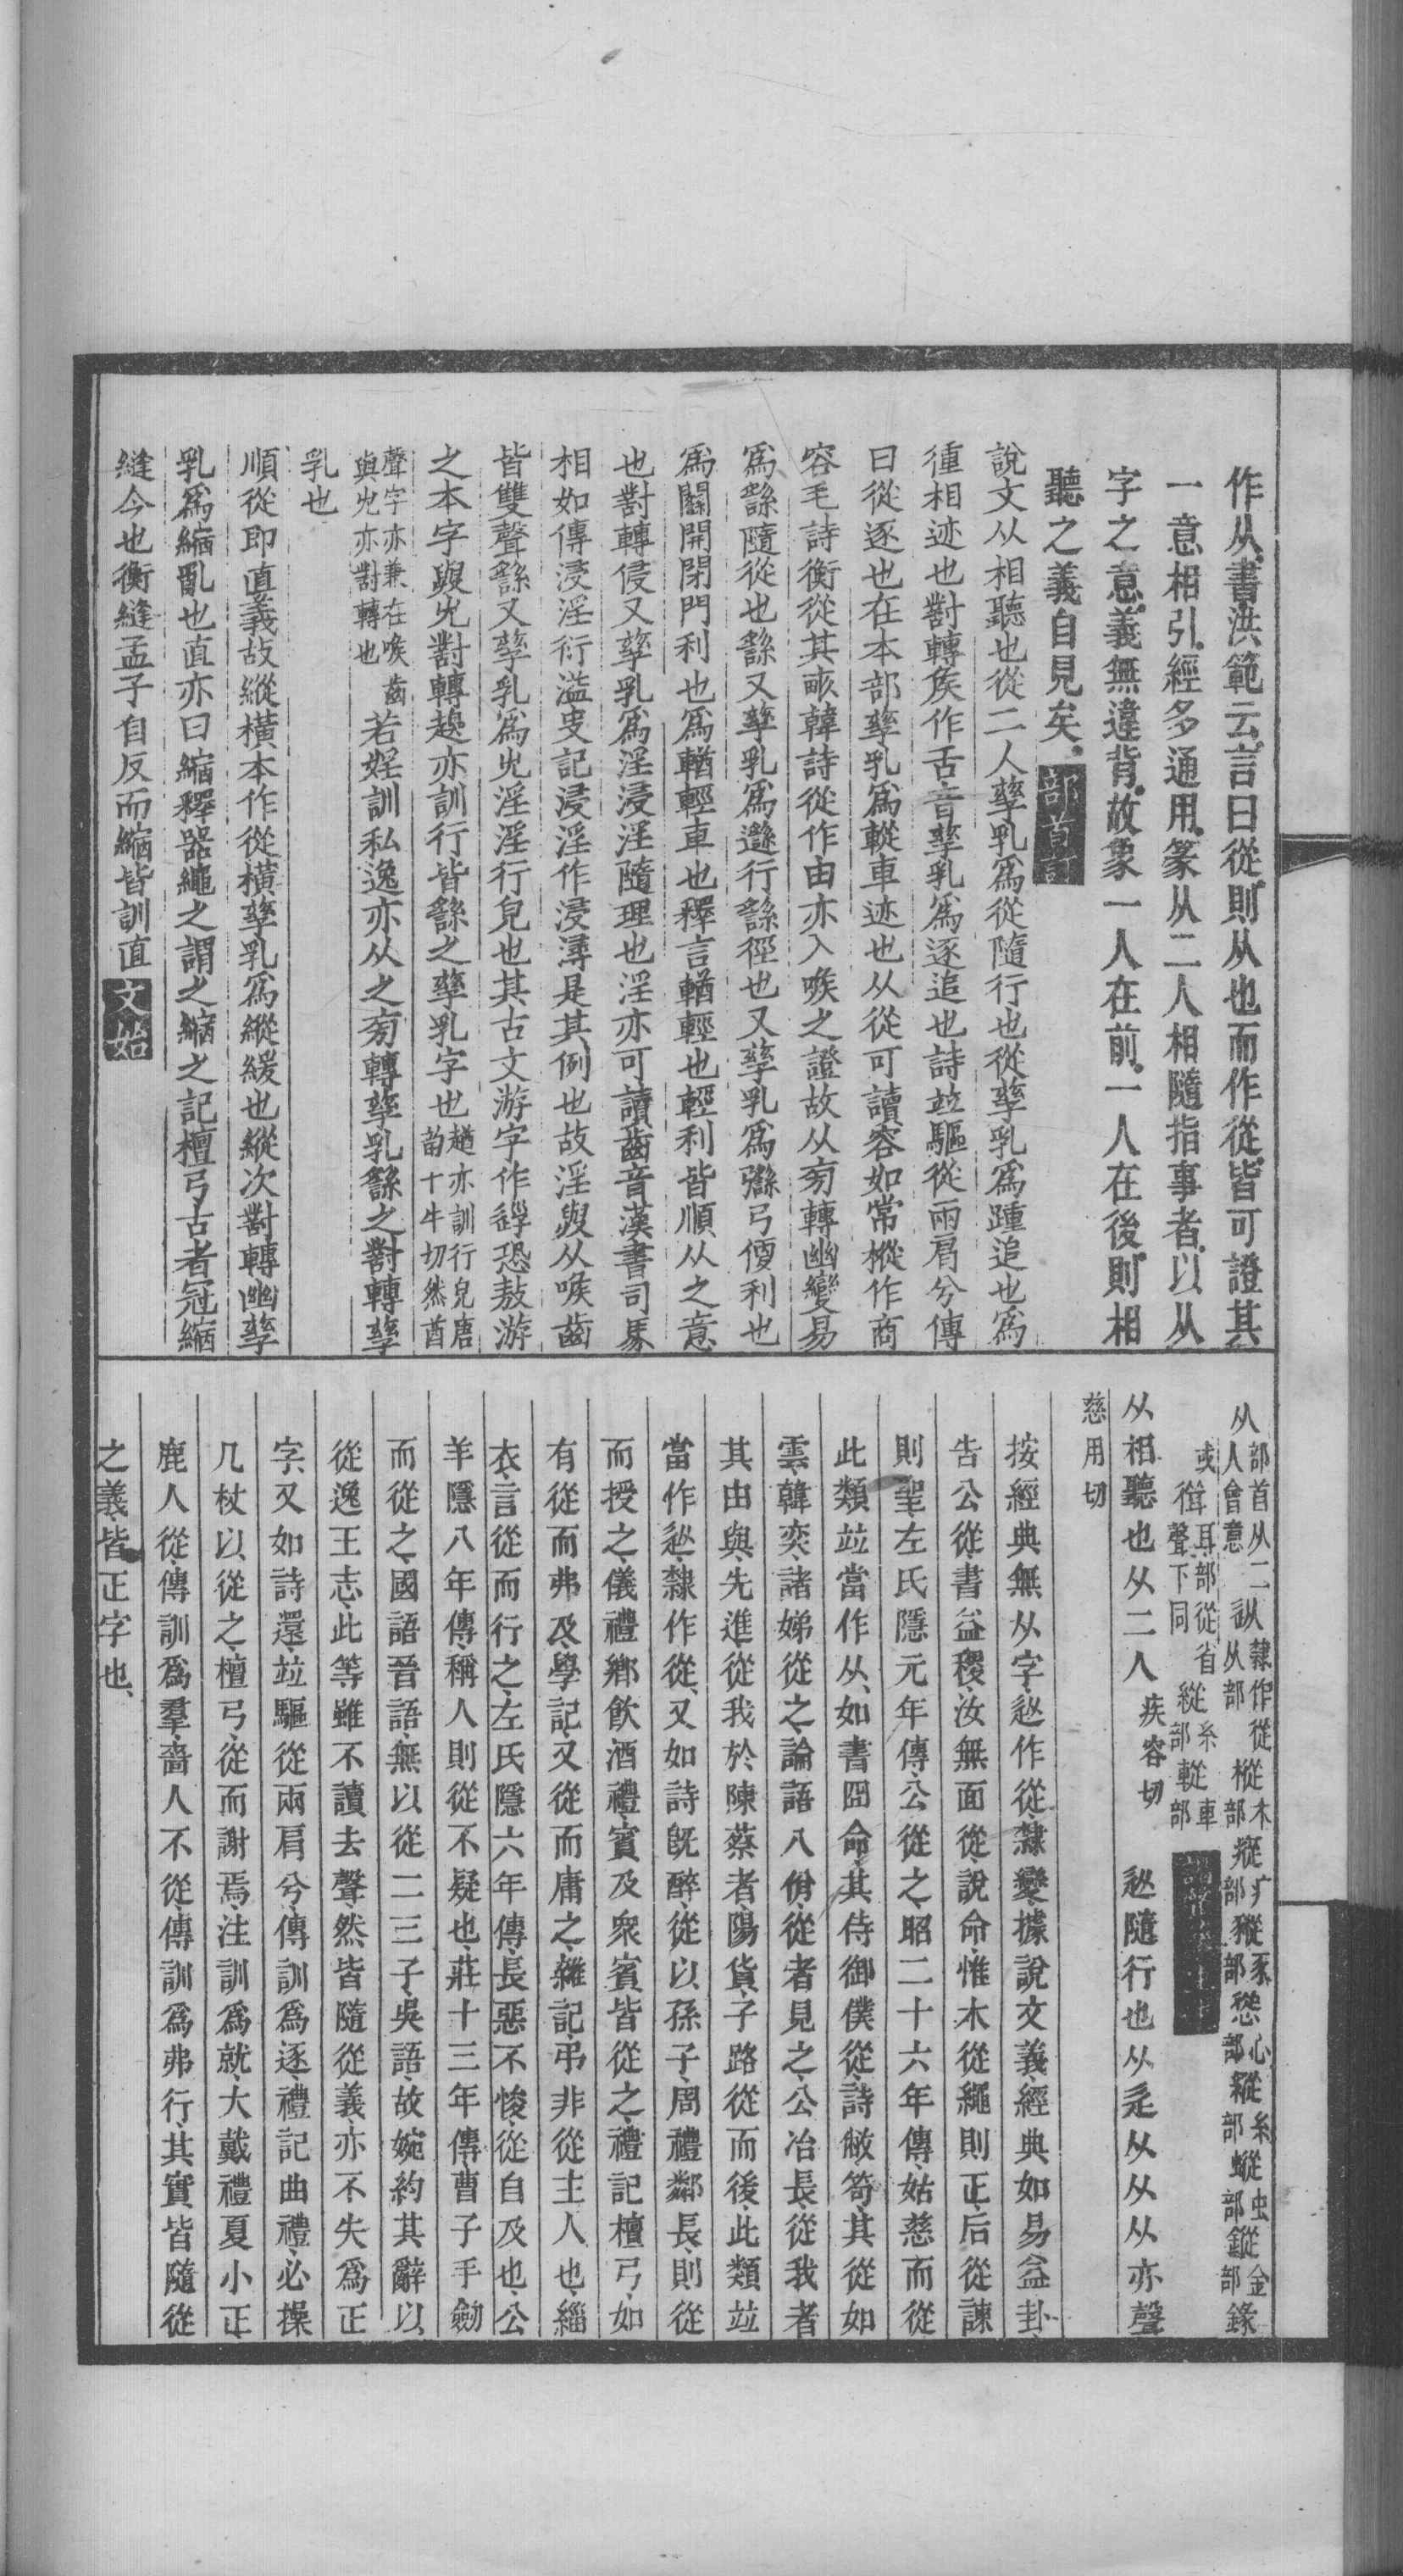 作从、書洪範云、言曰從、則从也而作從、皆可證其
一意相引、經多通用、篆从二人相隨指事者、以从
字之意、義無違背、故象一人在前、一人在後、則相
聽之義自見矣、部首訂
說文从相聽也從二人孳乳爲從隨行也從孳乳爲踵追也爲
徸相迹也對轉矦作舌音孳乳爲逐追也詩竝驅從兩肩兮傳
曰從逐也在本部孳乳爲䡮車迹也从從可讀容如常樅作商
容毛詩衡從其畞韓詩從作由亦入喉之證故从旁轉幽變易
爲繇隨從也繇又孳乳爲邎行繇徑也又孳乳爲弓便利也
爲關開閉門利也爲輶輕車也釋言輶輕也輕利皆順从之意
也對轉侵又孳乳爲淫浸淫隨理也淫亦可讀齒音漢書司馬
相如傳浸淫衍溢史記浸淫作浸潯是其例也故淫㕟从喉齒
皆雙聲繇又孳乳爲冘淫淫行皃也其古文游字作㳺恐敖游
之本字與冘對轉趥亦訓行皆繇之孳乳字也趥亦訓行皃唐
韵千牛切然酋
聲字亦兼在喉齒
與冘亦對轉也
若婬訓私逸亦从之旁轉孳乳繇之對轉孳
乳也
順從即直義故縱橫本作從橫孳乳爲縱緩也縱次對轉幽孳
乳爲縮亂也直亦曰縮釋器繩之謂之縮之記檀弓古者冠縮
縫今也衡縫孟子自反而縮皆訓直文始
从部首从二
人會意
从部
隸作從
樅木部
瘲疒部
豵豕部
慫心部
縱糸部
蜙虫部
鏦金部
錄
或
聳耳部從省
聲下同
縱糸部
䡮車部
从相聽也从二人疾容切
從隨行也从辵从从从亦聲
慈用切
按經典無从字、從作從、隸變、據說文義、經典如易益卦、
告公從、書益稷、汝無面從、說命、惟木從繩則正、后從諫
則聖、左氏隱元年傳、公從之、昭二十六年傳、姑慈而從
此類竝當作从、如書冏命、其侍御僕從、詩敝笱、其從如
雲、韓奕、諸娣從之、論語八佾、從者見之、公冶長、從我者
其由與、先進、從我於陳蔡者、陽貨、子路從而後、此類竝
當作從、隸作從、又如詩旣醉、從以孫子、周禮鄰長、則從
而授之、儀禮鄉飲酒禮、賓及衆賓皆從之、禮記檀弓、如
有從而弗及、學記、又從而庸之、雜記、弔非從主人也、緇
衣、言從而行之、左氏隱六年傳、長惡不悛、從自及也、公
羊隱八年傳、稱人則從不疑也、莊十三年傳、曹子手劒
而從之、國語晉語、無以從二三子、吳語、故婉約其辭以
從逸王志、此等雖不讀去聲、然皆隨從義、亦不失爲正
字、又如詩還、竝驅從兩肩兮、傳訓爲逐、禮記曲禮、必操
几杖以從之、檀弓、從而謝焉、注訓爲就、大戴禮夏小正、
鹿人從、傳訓爲羣、嗇人不從、傳訓爲弗行、其實皆隨從
之義、皆正字也、